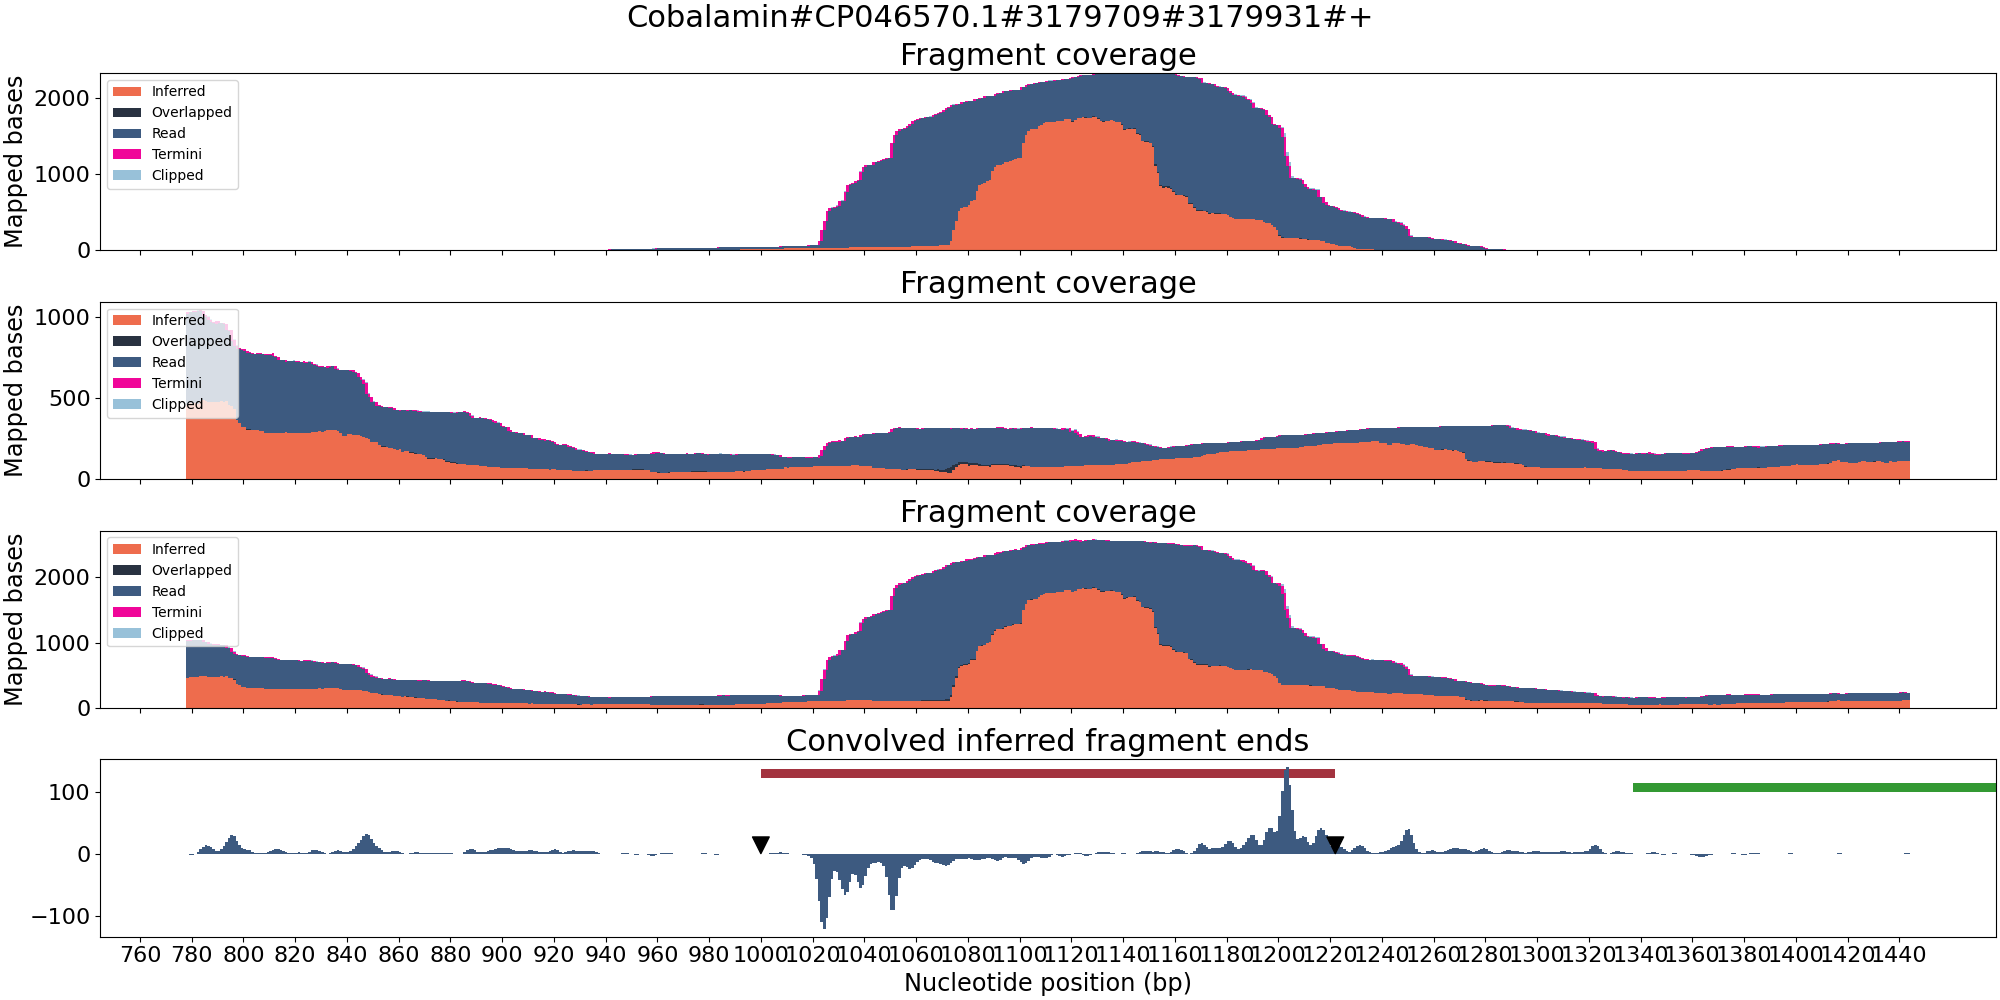 Cobalamin#CP046570.1#3179709#3179931#+
Fragment coverage
Mapped bases
2000
1000
0
Inferred
Overlapped
Read
Termini
Clipped
Fragment coverage
Mapped bases
1000
500
0
Inferred
Overlapped
Read
Termini
Clipped
Fragment coverage
Mapped bases
2000
1000
0
Inferred
Overlapped
Read
Termini
Clipped
Convolved inferred fragment ends
100
0
−100
760 780 800 820 840 860 880 900 920 940 960 980 1000 1020 1040 1060 1080 1100 1120 1140 1160 1180 1200 1220 1240 1260 1280 1300 1320 1340 1360 1380 1400 1420 1440
Nucleotide position (bp)